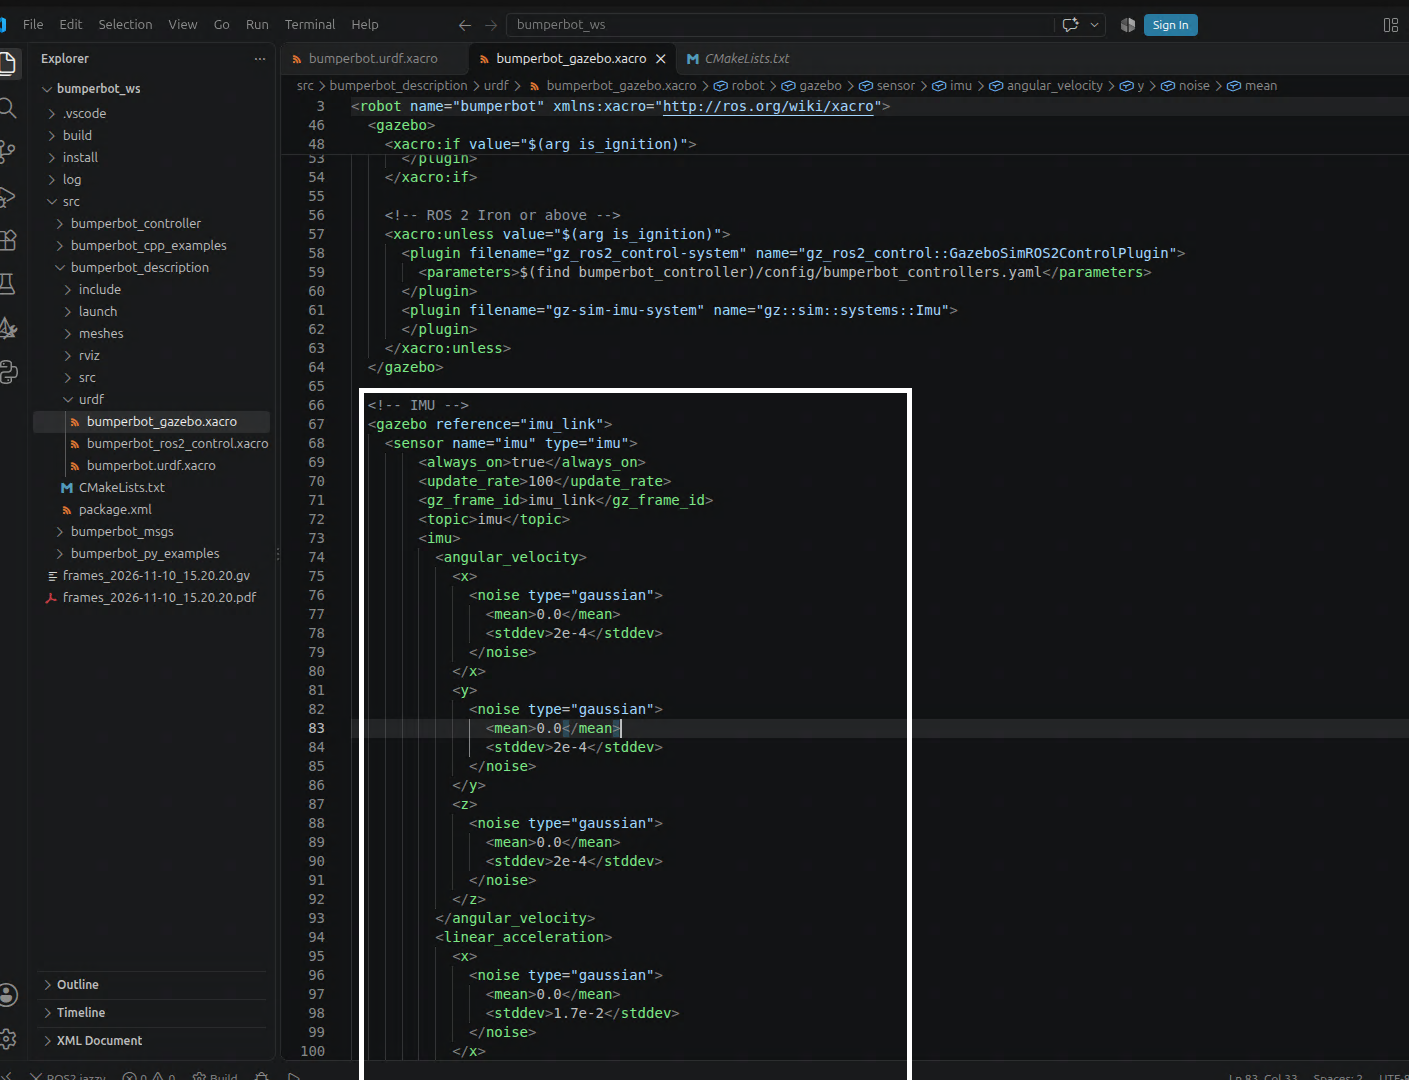 File Edit Selection View Go Run Terminal Help
bumperbot_ws
Sign In
Explorer
bumperbot_ws
.vscode
build
install
log
src
bumperbot_controller
bumperbot_cpp_examples
bumperbot_description
include
launch
meshes
rviz
src
urdf
bumperbot_gazebo.xacro
bumperbot_ros2_control.xacro
bumperbot.urdf.xacro
CMakeLists.txt
package.xml
bumperbot_msgs
bumperbot_py_examples
frames_2026-11-10_15.20.20.gv
frames_2026-11-10_15.20.20.pdf
Outline
Timeline
XML Document
bumperbot.urdf.xacro bumperbot_gazebo.xacro CMakeLists.txt
src > bumperbot_description > urdf > bumperbot_gazebo.xacro > robot > gazebo > sensor > imu > angular_velocity > y > noise > mean
3 <robot name="bumperbot" xmlns:xacro="http://ros.org/wiki/xacro">
46 <gazebo>
48 <xacro:if value="$(arg is_ignition)">
53 </plugin>
54 </xacro:if>
55
56 <!-- ROS 2 Iron or above -->
57 <xacro:unless value="$(arg is_ignition)">
58 <plugin filename="gz_ros2_control-system" name="gz_ros2_control::GazeboSimROS2ControlPlugin">
59 <parameters>$(find bumperbot_controller)/config/bumperbot_controllers.yaml</parameters>
60 </plugin>
61 <plugin filename="gz-sim-imu-system" name="gz::sim::systems::Imu">
62 </plugin>
63 </xacro:unless>
64 </gazebo>
65
66 <!-- IMU -->
67 <gazebo reference="imu_link">
68 <sensor name="imu" type="imu">
69 <always_on>true</always_on>
70 <update_rate>100</update_rate>
71 <gz_frame_id>imu_link</gz_frame_id>
72 <topic>imu</topic>
73 <imu>
74 <angular_velocity>
75 <x>
76 <noise type="gaussian">
77 <mean>0.0</mean>
78 <stddev>2e-4</stddev>
79 </noise>
80 </x>
81 <y>
82 <noise type="gaussian">
83 <mean>0.0</mean>
84 <stddev>2e-4</stddev>
85 </noise>
86 </y>
87 <z>
88 <noise type="gaussian">
89 <mean>0.0</mean>
90 <stddev>2e-4</stddev>
91 </noise>
92 </z>
93 </angular_velocity>
94 <linear_acceleration>
95 <x>
96 <noise type="gaussian">
97 <mean>0.0</mean>
98 <stddev>1.7e-2</stddev>
99 </noise>
100 </x>
ROS2.jazzy 0 0 Build Ln 83, Col 33 Spaces: 2